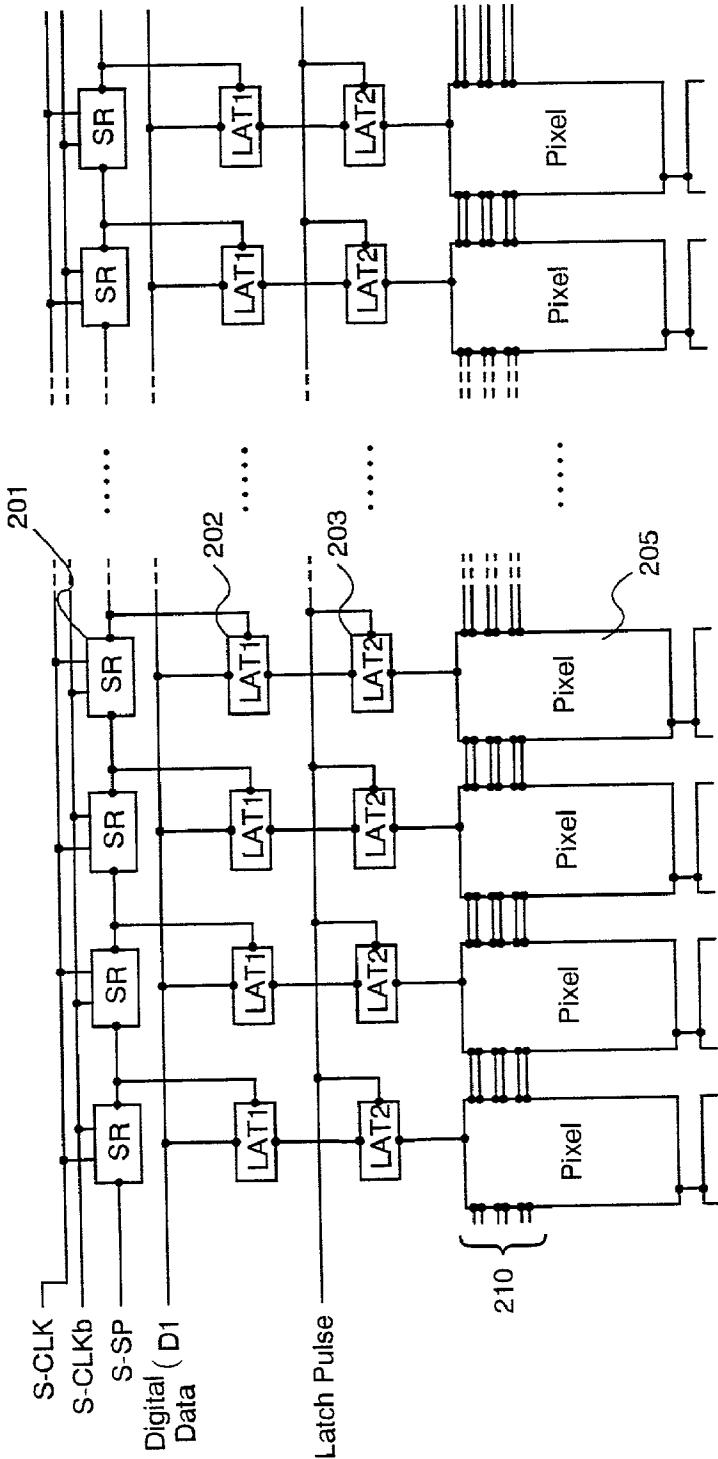 S-CLK
S-CLKb
S-SP
Digital ( D1
Data
Latch Pulse
201
SR SR SR SR SR SR
202
LAT1 LAT1 LAT1 LAT1 LAT1 LAT1
203
LAT2 LAT2 LAT2 LAT2 LAT2 LAT2
210
Pixel Pixel Pixel Pixel Pixel Pixel
205